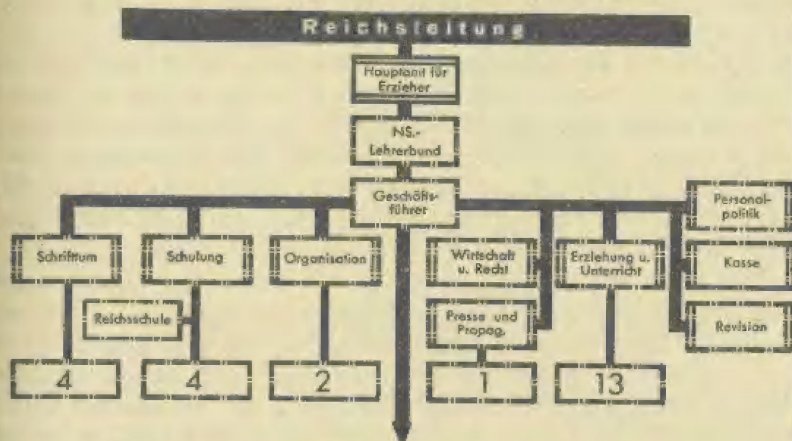 Reichsleitung
Hauptamt für
Erzieher
NS.-
Lehrerbund
Geschäfts-
führer
Personal-
politik
Schrifttum
Schulung
Organisation
Wirtschaft
u. Recht
Erziehung u.
Unterricht
Kasse
Reichsschule
Presse und
Propag.
Revision
4
4
2
1
13